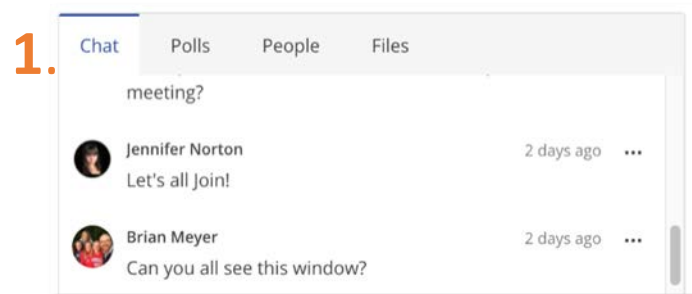 1.
Chat Polls People Files
meeting?
Jennifer Norton 2 days ago ...
Let's all Join!
Brian Meyer 2 days ago ...
Can you all see this window?